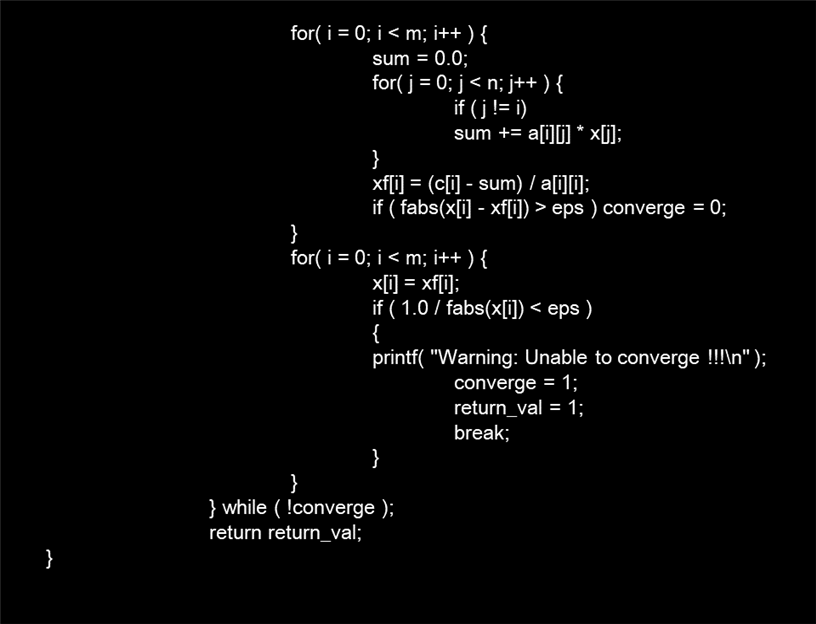 for( i = 0; i < m; i++ ) {
sum = 0.0;
for( j = 0; j < n; j++ ) {
if ( j != i)
sum += a[i][j] * x[j];
}
xf[i] = (c[i] - sum) / a[i][i];
if ( fabs(x[i] - xf[i]) > eps ) converge = 0;
}
for( i = 0; i < m; i++ ) {
x[i] = xf[i];
if ( 1.0 / fabs(x[i]) < eps )
{
printf( "Warning: Unable to converge !!!\n" );
converge = 1;
return_val = 1;
break;
}
}
} while ( !converge );
return return_val;
}